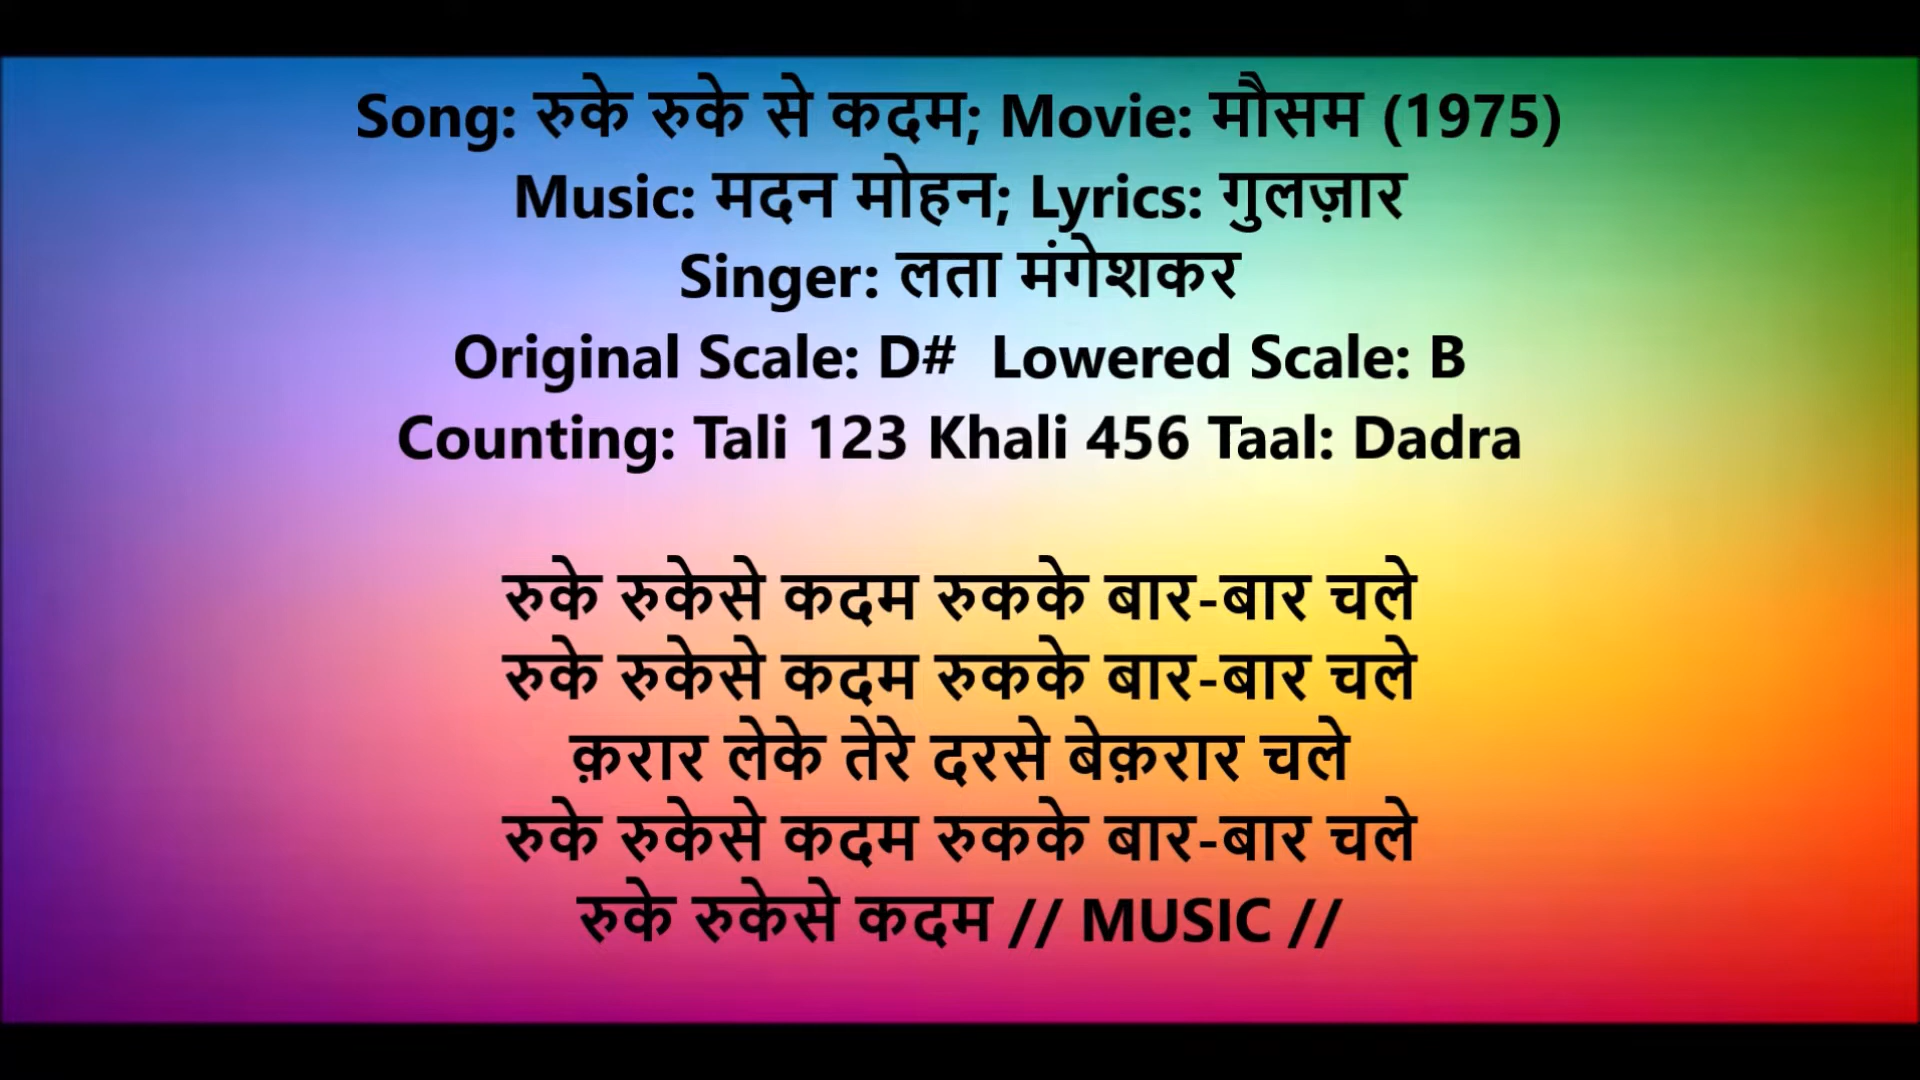 Song: रुके रुके से कदम; Movie: मौसम (1975)
Music: मदन मोहन; Lyrics: गुलज़ार
Singer: लता मंगेशकर
Original Scale: D# Lowered Scale: B
Counting: Tali 123 Khali 456 Taal: Dadra
रुके रुकेसे कदम रुकके बार-बार चले
रुके रुकेसे कदम रुकके बार-बार चले
क़रार लेके तेरे दरसे बेक़रार चले
रुके रुकेसे कदम रुकके बार-बार चले
रुके रुकेसे कदम // MUSIC //